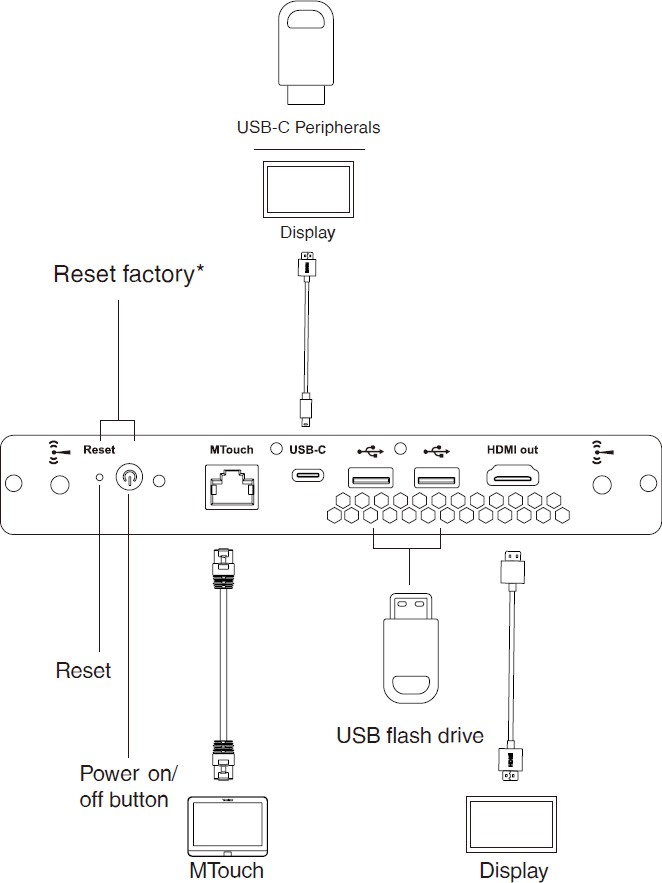 USB-C Peripherals
Display
Reset factory*
Reset
MTouch
USB-C
HDMI out
Reset
USB flash drive
Power on/
off button
HDMI
MTouch
Display